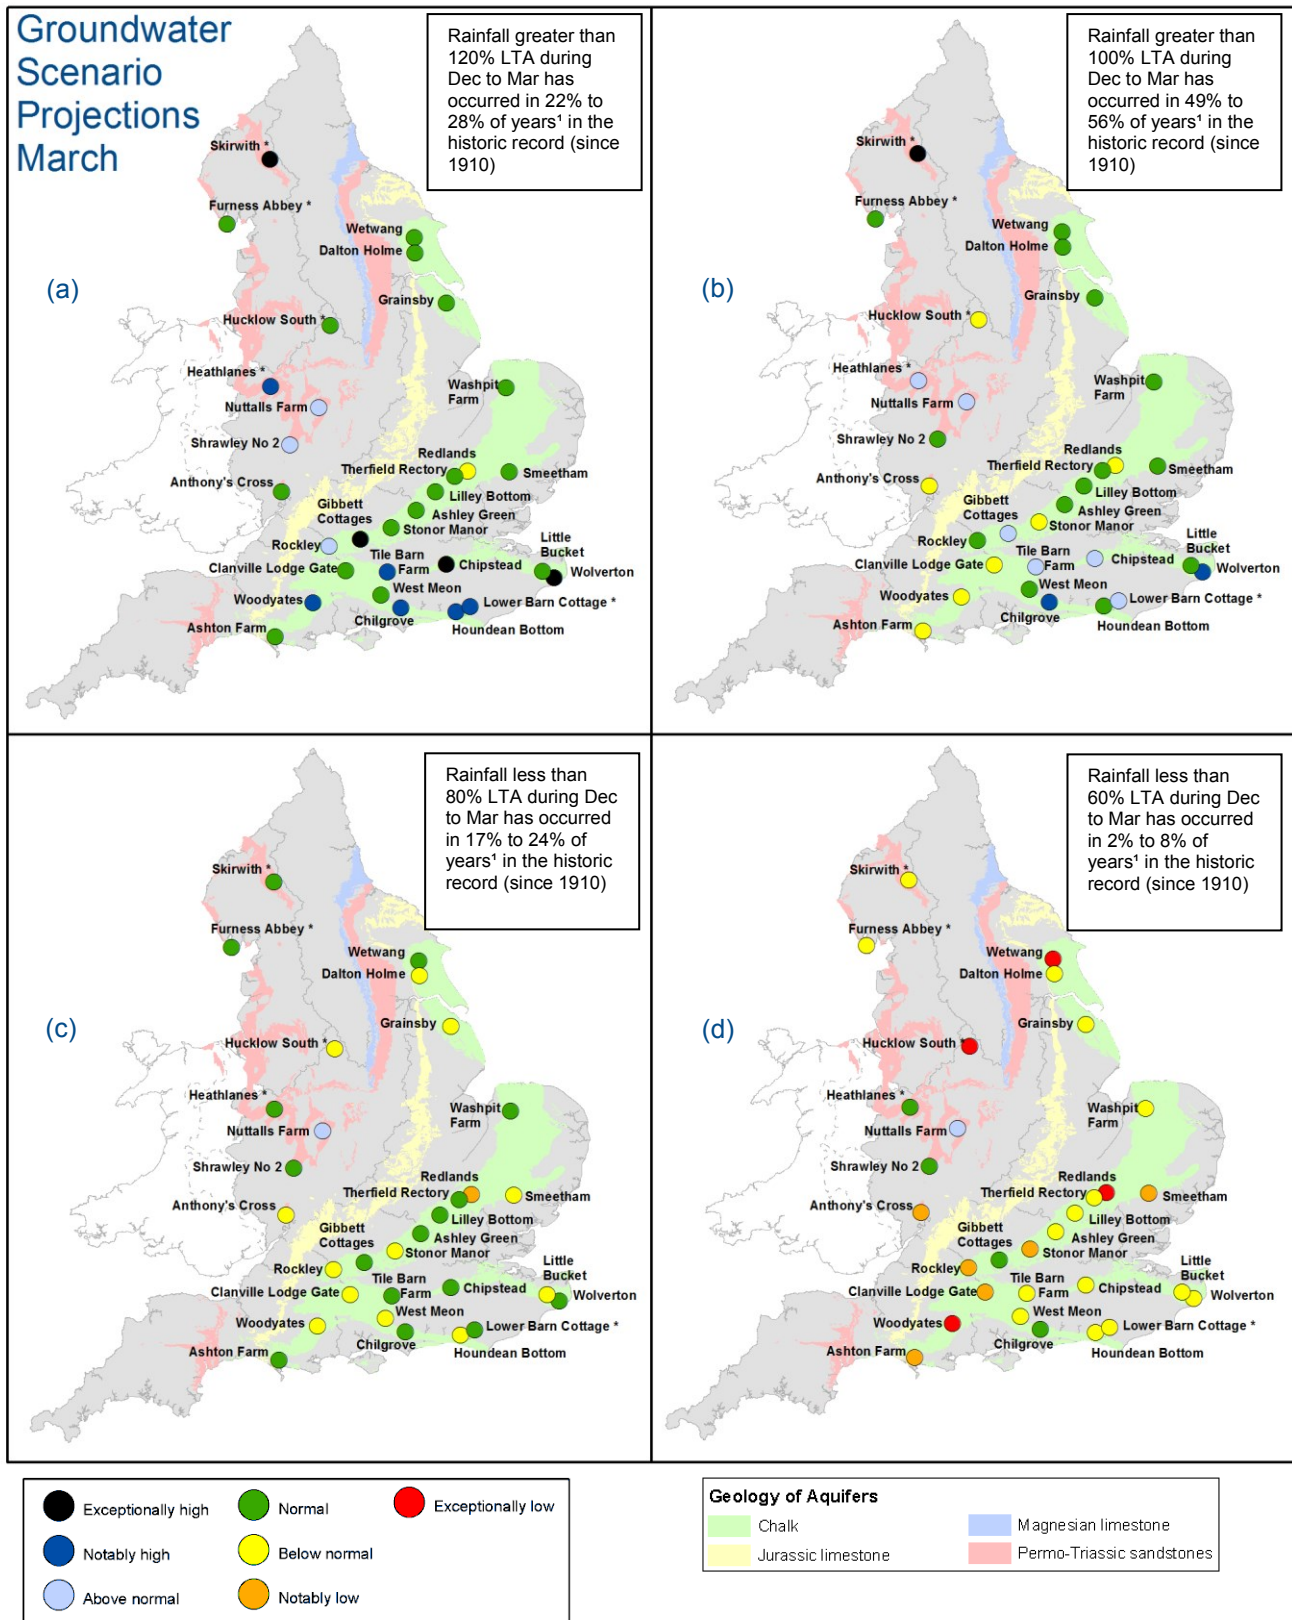 Groundwater
Scenario
Projections
March
Rainfall greater than
120% LTA during
Dec to Mar has
occurred in 22% to
28% of years¹ in the
historic record (since
1910)
(a)
Skirwith *
Furness Abbey *
Wetwang
Dalton Holme
Grainsby
Hucklow South *
Heathlanes *
Nuttalls Farm
Washpit
Farm
Shrawley No 2
Redlands
Therfield Rectory
Smeetham
Anthony's Cross
Lilley Bottom
Gibbett
Cottages
Ashley Green
Stonor Manor
Rockley
Tile Barn
Farm
Little
Bucket
Clanville Lodge Gate
Chipstead
Wolverton
West Meon
Woodyates
Lower Barn Cottage *
Chilgrove
Ashton Farm
Houndean Bottom
Rainfall greater than
100% LTA during
Dec to Mar has
occurred in 49% to
56% of years¹ in the
historic record (since
1910)
(b)
Skirwith *
Furness Abbey *
Wetwang
Dalton Holme
Grainsby
Hucklow South *
Heathlanes *
Nuttalls Farm
Washpit
Farm
Shrawley No 2
Redlands
Therfield Rectory
Smeetham
Anthony's Cross
Lilley Bottom
Gibbett
Cottages
Ashley Green
Stonor Manor
Rockley
Tile Barn
Farm
Little
Bucket
Clanville Lodge Gate
Chipstead
Wolverton
West Meon
Woodyates
Lower Barn Cottage *
Chilgrove
Ashton Farm
Houndean Bottom
Rainfall less than
80% LTA during Dec
to Mar has occurred
in 17% to 24% of
years¹ in the historic
record (since 1910)
(c)
Skirwith *
Furness Abbey *
Wetwang
Dalton Holme
Grainsby
Hucklow South *
Heathlanes *
Nuttalls Farm
Washpit
Farm
Shrawley No 2
Redlands
Therfield Rectory
Smeetham
Anthony's Cross
Lilley Bottom
Gibbett
Cottages
Ashley Green
Stonor Manor
Rockley
Tile Barn
Farm
Little
Bucket
Clanville Lodge Gate
Chipstead
Wolverton
West Meon
Woodyates
Lower Barn Cottage *
Chilgrove
Ashton Farm
Houndean Bottom
Rainfall less than
60% LTA during Dec
to Mar has occurred
in 2% to 8% of
years¹ in the historic
record (since 1910)
(d)
Skirwith *
Furness Abbey *
Wetwang
Dalton Holme
Grainsby
Hucklow South *
Heathlanes *
Nuttalls Farm
Washpit
Farm
Shrawley No 2
Redlands
Therfield Rectory
Smeetham
Anthony's Cross
Lilley Bottom
Gibbett
Cottages
Ashley Green
Stonor Manor
Rockley
Tile Barn
Farm
Little
Bucket
Clanville Lodge Gate
Chipstead
Wolverton
West Meon
Woodyates
Lower Barn Cottage *
Chilgrove
Ashton Farm
Houndean Bottom
Exceptionally high
Normal
Exceptionally low
Notably high
Below normal
Above normal
Notably low
Geology of Aquifers
Chalk
Magnesian limestone
Jurassic limestone
Permo-Triassic sandstones